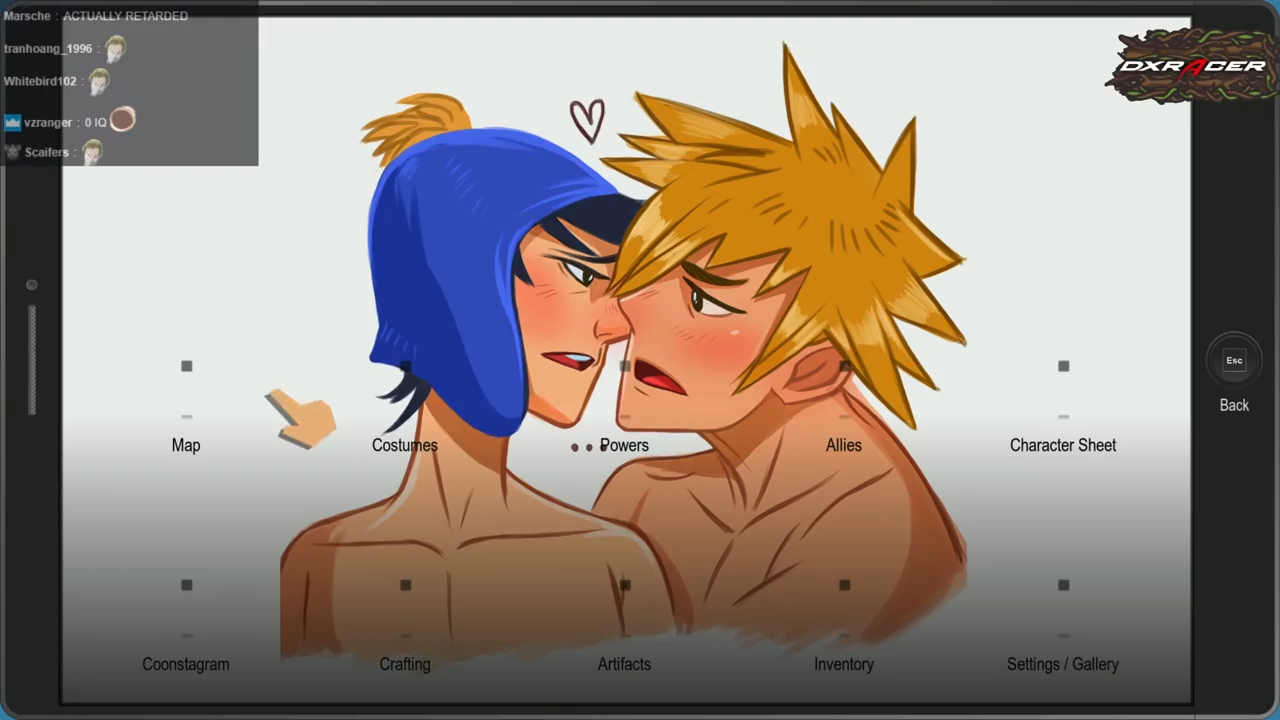 Marsche : ACTUALLY RETARDED
tranhoang_1996 :
Whitebird102 :
vzranger : 0 IQ
Scaifers :
DXRACER
Esc
Back
Map
Costumes
Powers
Allies
Character Sheet
Coonstagram
Crafting
Artifacts
Inventory
Settings / Gallery